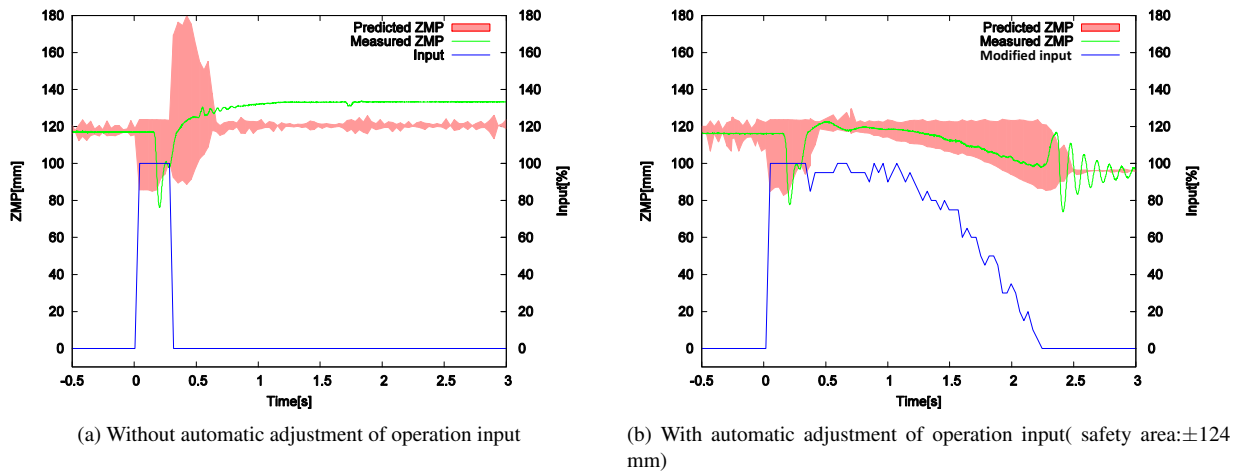 180
160
140
120
100
80
60
40
20
0
ZMP[mm]
Predicted ZMP
Measured ZMP
Input
180
160
140
120
100
80
60
40
20
0
Input[%]
-0.5 0 0.5 1 1.5 2 2.5 3
Time[s]
(a) Without automatic adjustment of operation input
180
160
140
120
100
80
60
40
20
0
ZMP[mm]
Predicted ZMP
Measured ZMP
Modified input
180
160
140
120
100
80
60
40
20
0
Input[%]
-0.5 0 0.5 1 1.5 2 2.5 3
Time[s]
(b) With automatic adjustment of operation input( safety area:±124
mm)